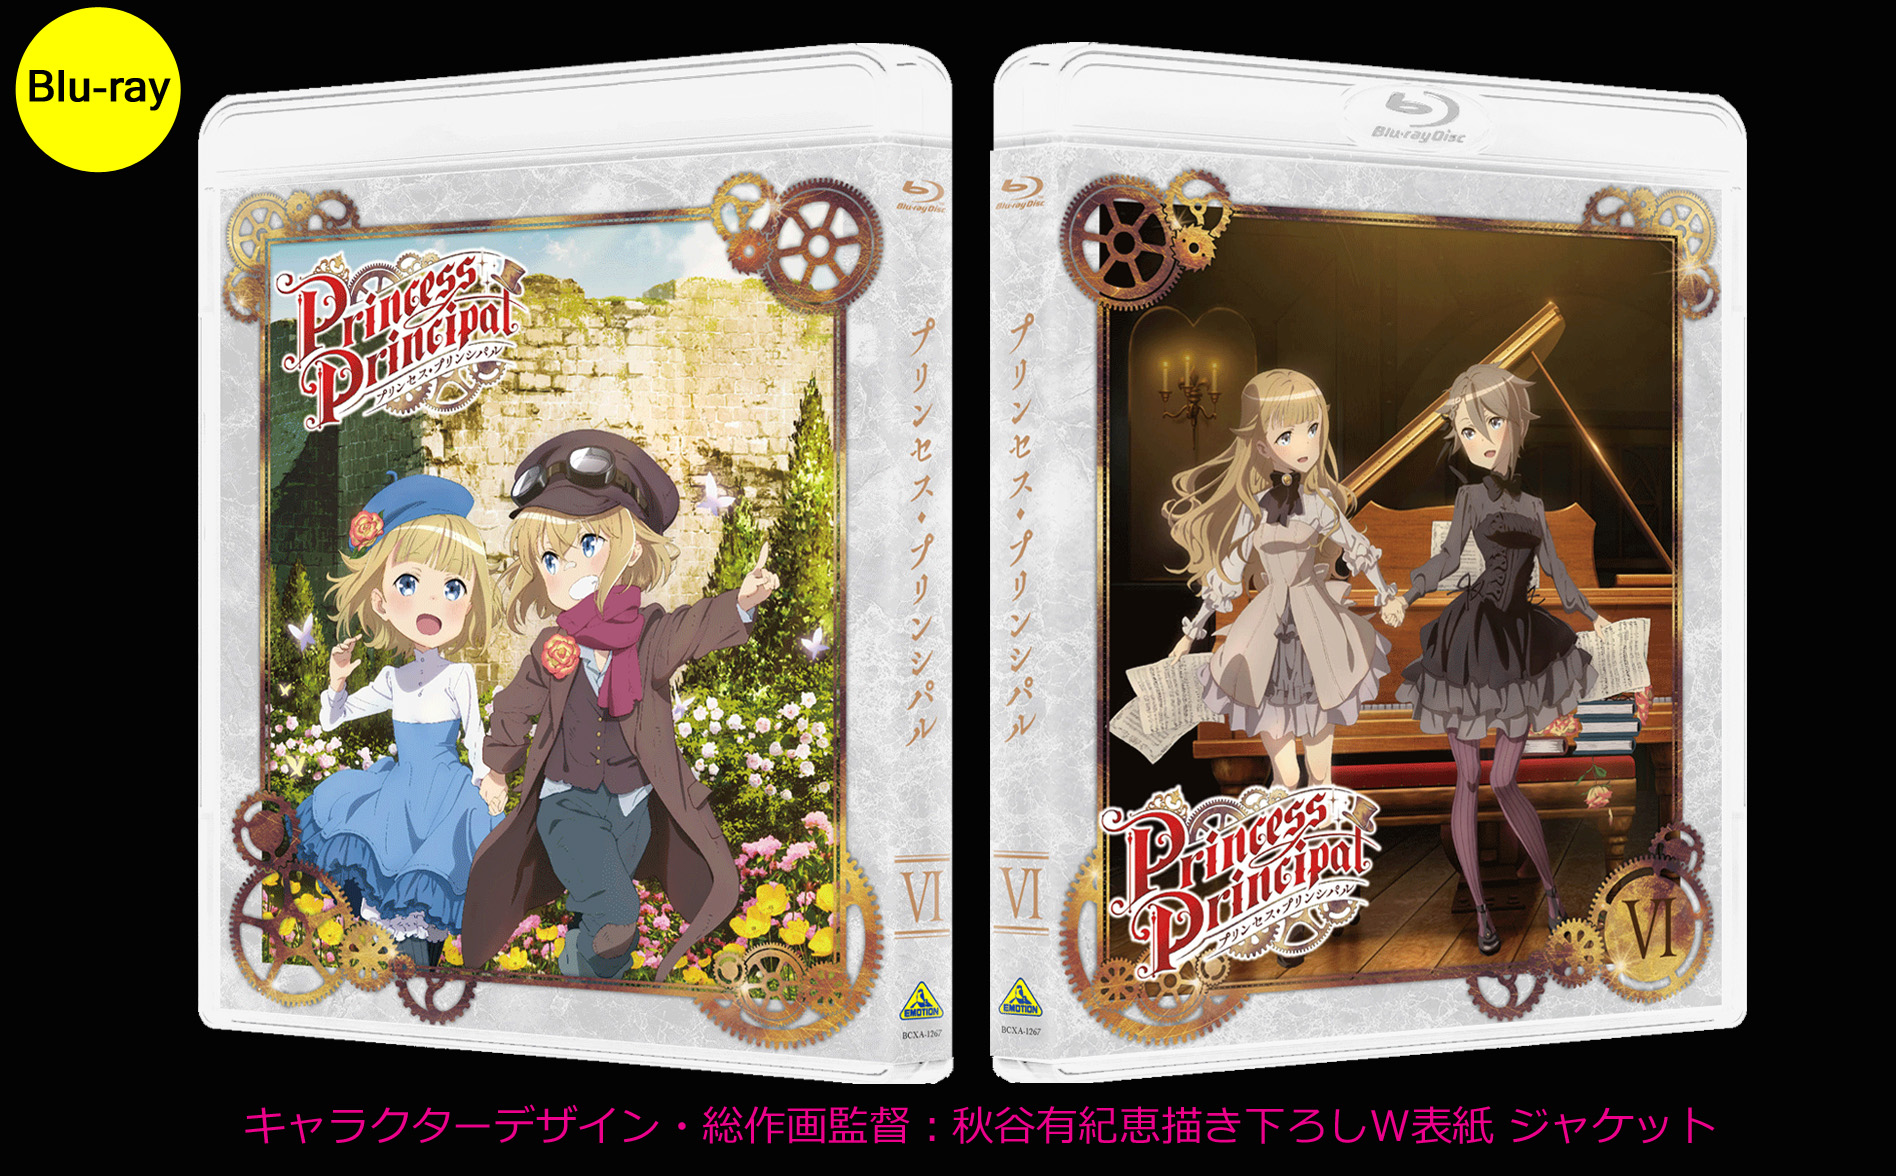 Blu-ray
Princess
Principal
プリンセス・プリンシパル
Blu-ray Disc
プリンセス・プリンシパル
VI
EMOTION
BCXA-1267
Blu-ray Disc
Blu-ray Disc
プリンセス・プリンシパル
VI
EMOTION
BCXA-1267
Princess
Principal
プリンセス・プリンシパル
VI
キャラクターデザイン・総作画監督：秋谷有紀恵描き下ろしW表紙 ジャケット